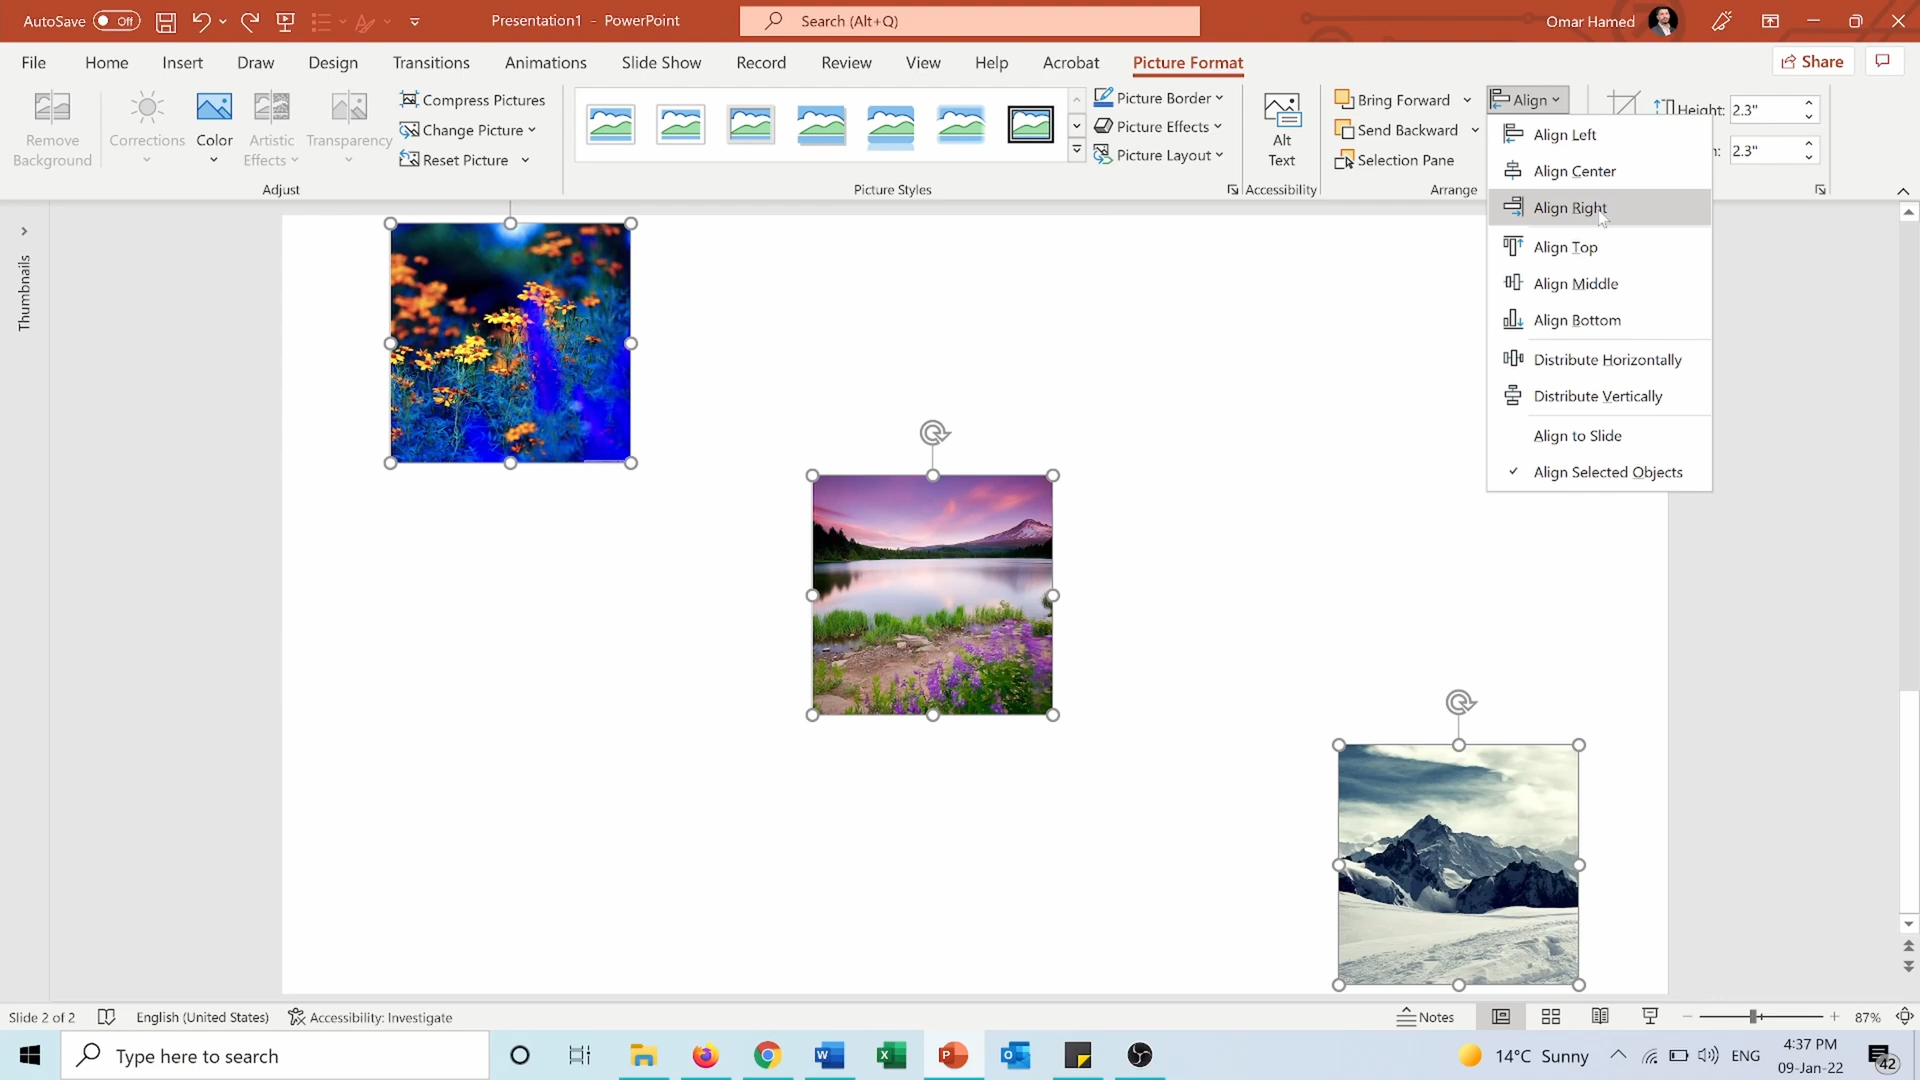 AutoSave Off Presentation1 - PowerPoint Search (Alt+Q) Omar Hamed
File Home Insert Draw Design Transitions Animations Slide Show Record Review View Help Acrobat Picture Format Share
Remove Background
Corrections
Color
Artistic Effects
Transparency
Compress Pictures
Change Picture
Reset Picture
Adjust
Picture Styles
Picture Border
Picture Effects
Picture Layout
Alt Text
Accessibility
Bring Forward
Send Backward
Selection Pane
Arrange
Align
Height: 2.3"
2.3"
Align Left
Align Center
Align Right
Align Top
Align Middle
Align Bottom
Distribute Horizontally
Distribute Vertically
Align to Slide
Align Selected Objects
Thumbnails
Slide 2 of 2 English (United States) Accessibility: Investigate Notes 87%
Type here to search 14°C Sunny ENG 4:37 PM
09-Jan-22 42